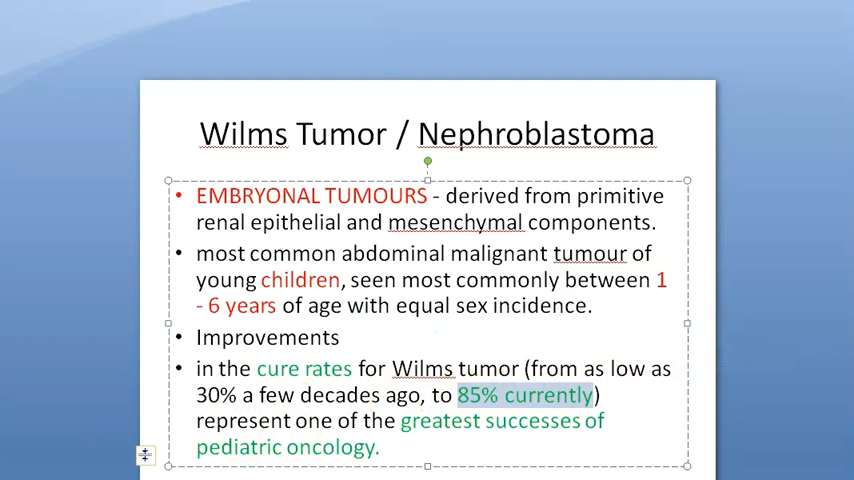 Wilms Tumor / Nephroblastoma
• EMBRYONAL TUMOURS - derived from primitive
renal epithelial and mesenchymal components.
• most common abdominal malignant tumour of
young children, seen most commonly between 1
- 6 years of age with equal sex incidence.
• Improvements
• in the cure rates for Wilms tumor (from as low as
30% a few decades ago, to 85% currently)
represent one of the greatest successes of
pediatric oncology.